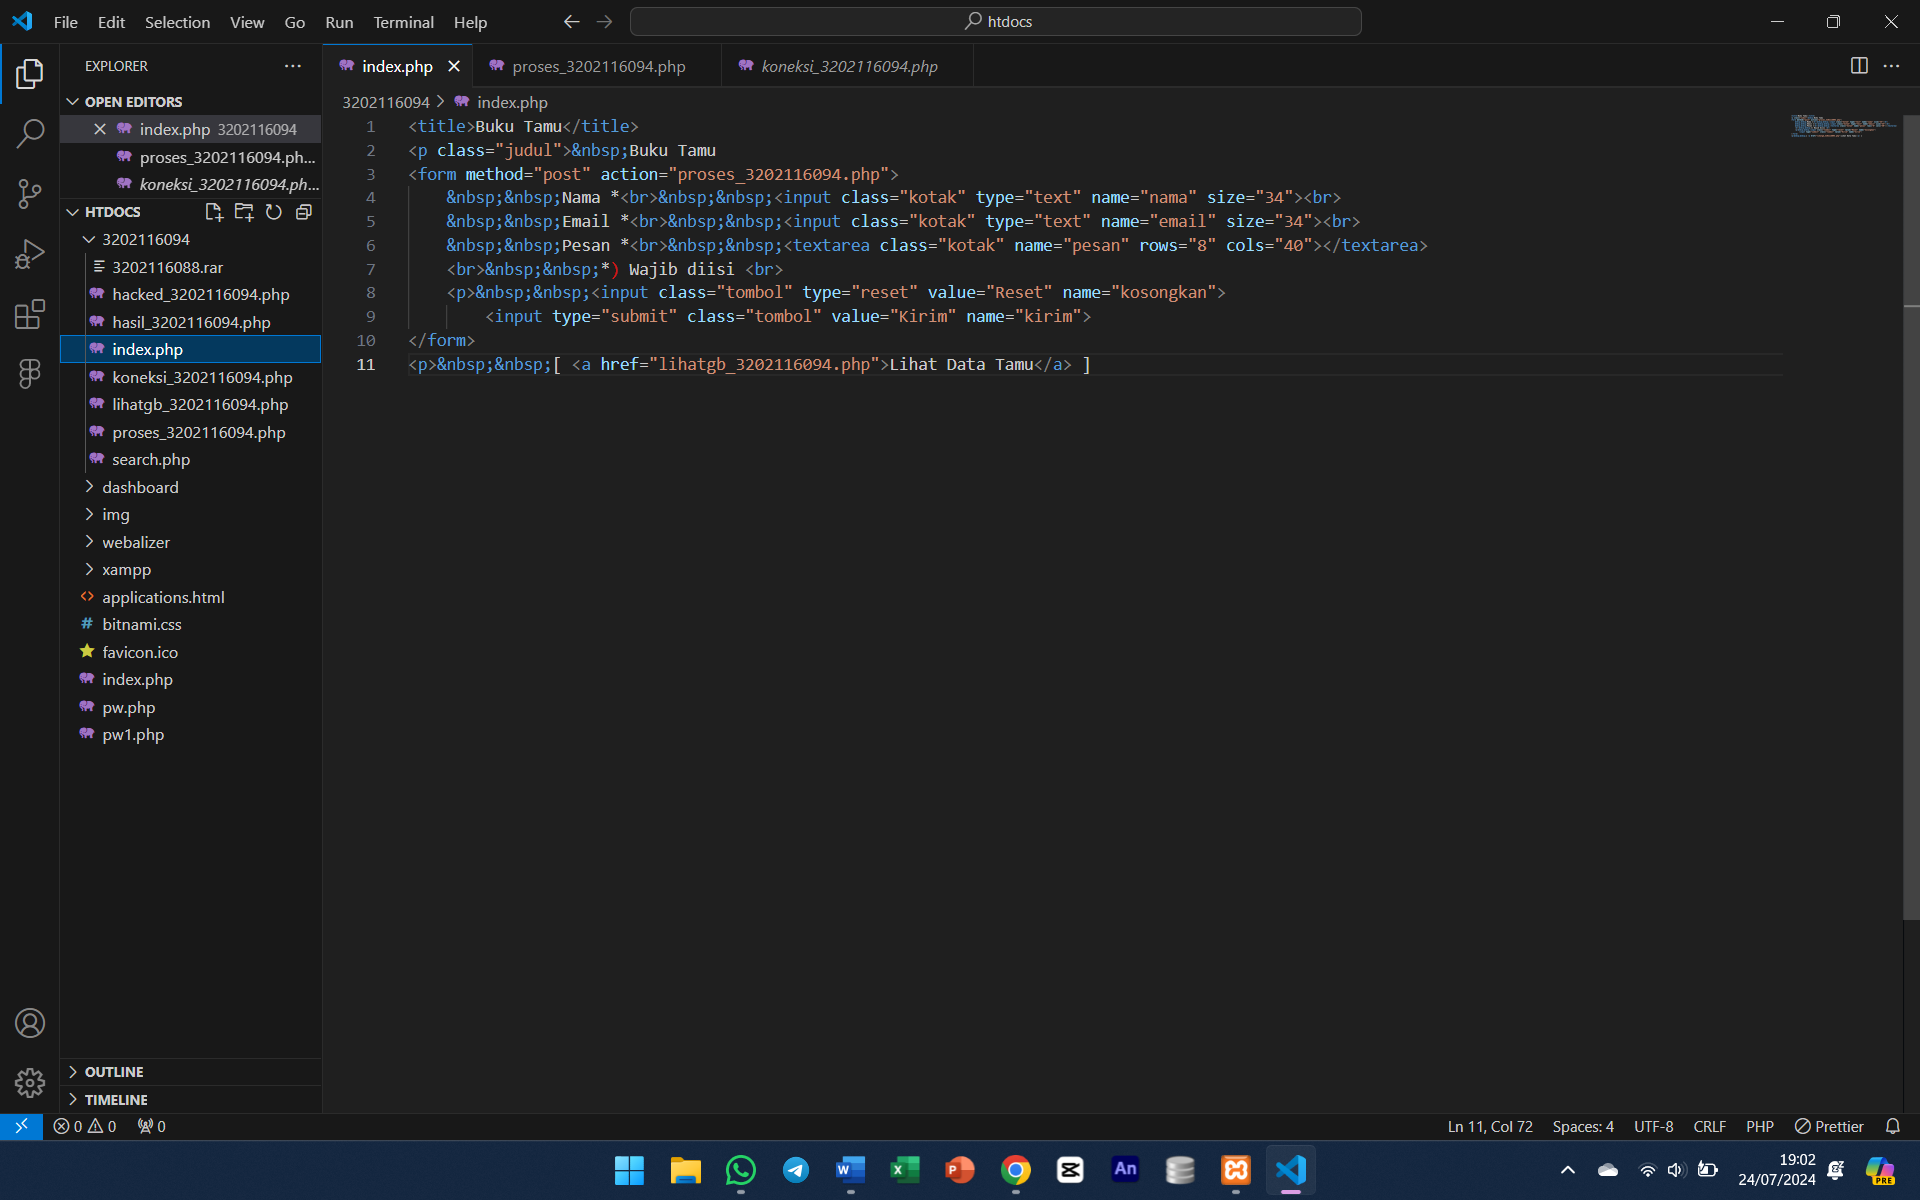 File Edit Selection View Go Run Terminal Help
htdocs
EXPLORER
OPEN EDITORS
index.php 3202116094
proses_3202116094.ph...
koneksi_3202116094.ph...
HTDOCS
3202116094
3202116088.rar
hacked_3202116094.php
hasil_3202116094.php
index.php
koneksi_3202116094.php
lihatgb_3202116094.php
proses_3202116094.php
search.php
dashboard
img
webalizer
xampp
applications.html
bitnami.css
favicon.ico
index.php
pw.php
pw1.php
OUTLINE
TIMELINE
index.php proses_3202116094.php koneksi_3202116094.php
3202116094 > index.php
1 <title>Buku Tamu</title>
2 <p class="judul">&nbsp;Buku Tamu
3 <form method="post" action="proses_3202116094.php">
4 &nbsp;&nbsp;Nama *<br>&nbsp;&nbsp;<input class="kotak" type="text" name="nama" size="34"><br>
5 &nbsp;&nbsp;Email *<br>&nbsp;&nbsp;<input class="kotak" type="text" name="email" size="34"><br>
6 &nbsp;&nbsp;Pesan *<br>&nbsp;&nbsp;<textarea class="kotak" name="pesan" rows="8" cols="40"></textarea>
7 <br>&nbsp;&nbsp;*) Wajib diisi <br>
8 <p>&nbsp;&nbsp;<input class="tombol" type="reset" value="Reset" name="kosongkan">
9 <input type="submit" class="tombol" value="Kirim" name="kirim">
10 </form>
11 <p>&nbsp;&nbsp;[ <a href="lihatgb_3202116094.php">Lihat Data Tamu</a> ]
0 0 0
Ln 11, Col 72 Spaces: 4 UTF-8 CRLF PHP Prettier
An
19:02
24/07/2024
PRE